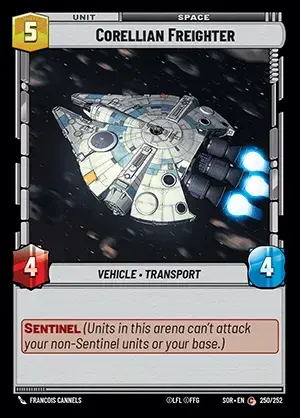 UNIT SPACE
5
CORELLIAN FREIGHTER
4
VEHICLE • TRANSPORT
4
SENTINEL (Units in this arena can't attack
your non-Sentinel units or your base.)
FRANCOIS CANNELS ©LFL ©FFG SOR • EN C 250/252